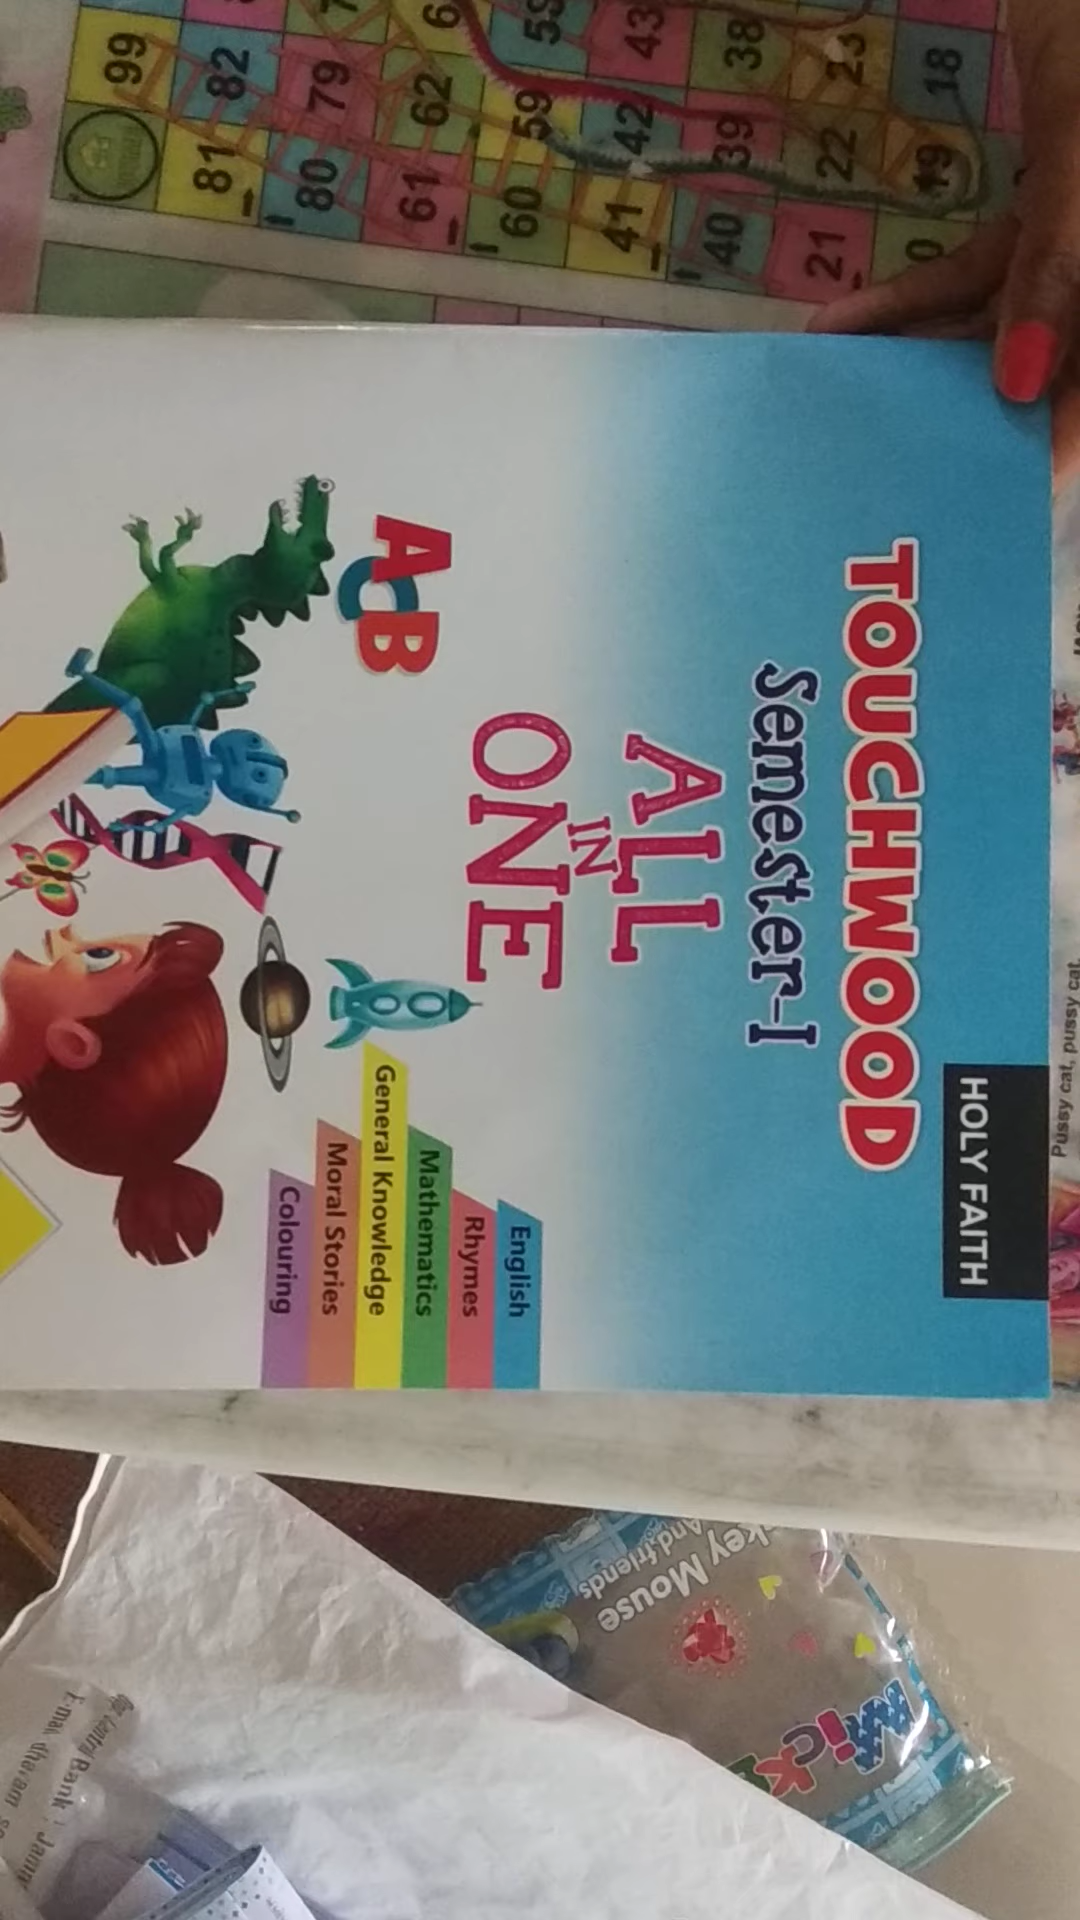 HOLY FAITH
TOUCHWOOD
Semester-I
ALL
IN
ONE
A
C
B
English
Rhymes
Mathematics
General Knowledge
Moral Stories
Colouring
99 82 79 62 59 42 39 22 19
81 80 61 60 41 40 21
43 38 23 18
Pussy cat, pussy cat,
Mouse
And friends
Bank